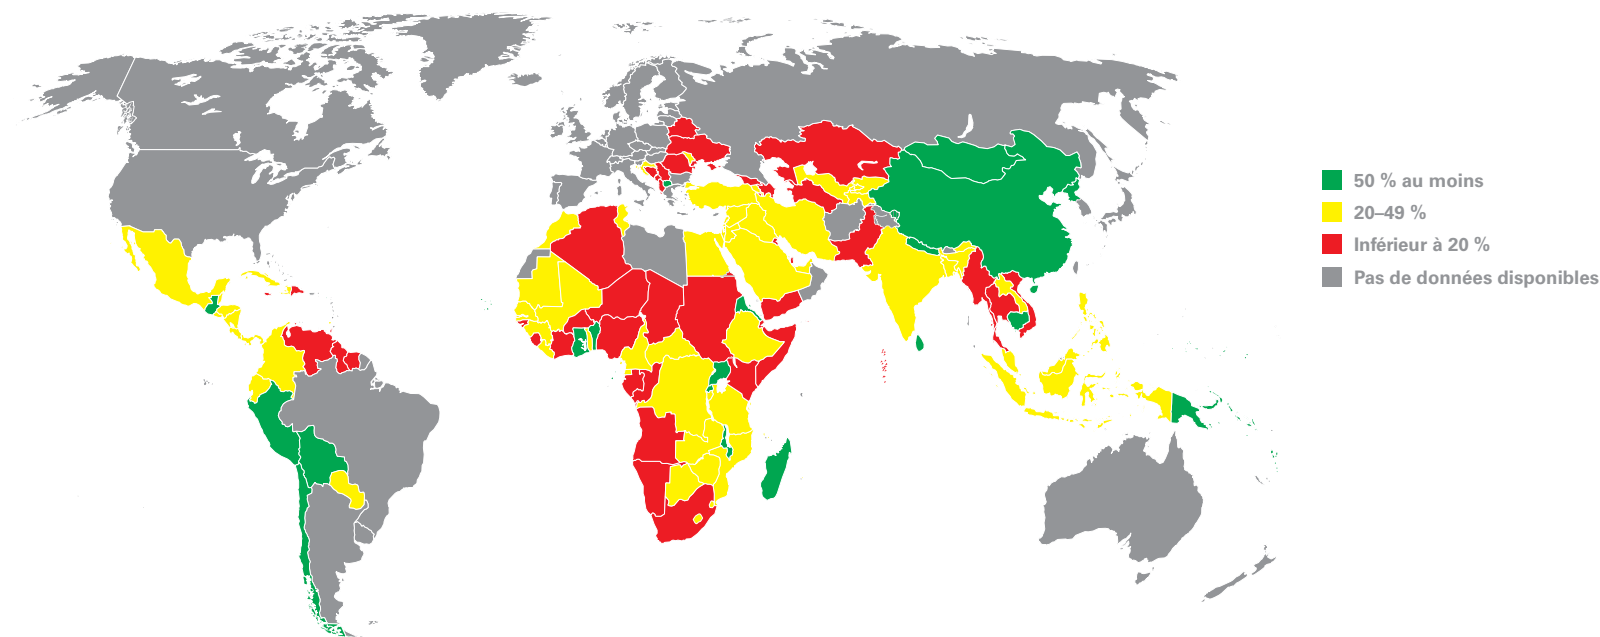 50 % au moins
20–49 %
Inférieur à 20 %
Pas de données disponibles